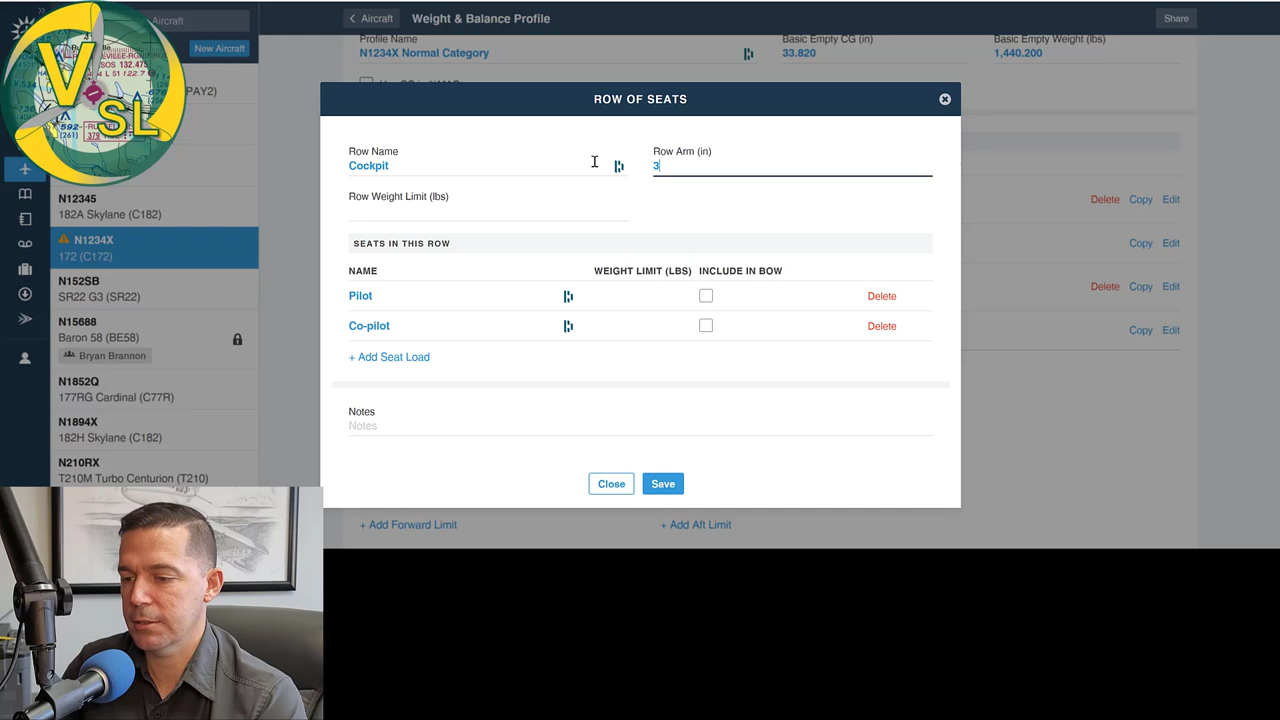 Aircraft
Aircraft
Weight & Balance Profile
Share
New Aircraft
Profile Name
Basic Empty CG (in)
Basic Empty Weight (lbs)
N1234X Normal Category
33.820
1,440.200
PAY2)
V
SL
ROW OF SEATS
Row Name
Row Arm (in)
Cockpit
3
Row Weight Limit (lbs)
SEATS IN THIS ROW
NAME
WEIGHT LIMIT (LBS)
INCLUDE IN BOW
Pilot
Delete
Co-pilot
Delete
+ Add Seat Load
Notes
Notes
Close
Save
N12345
182A Skylane (C182)
N1234X
172 (C172)
N152SB
SR22 G3 (SR22)
N15688
Baron 58 (BE58)
Bryan Brannon
N1852Q
177RG Cardinal (C77R)
N1894X
182H Skylane (C182)
N210RX
T210M Turbo Centurion (T210)
Delete Copy Edit
Copy Edit
Delete Copy Edit
Copy Edit
+ Add Forward Limit
+ Add Aft Limit